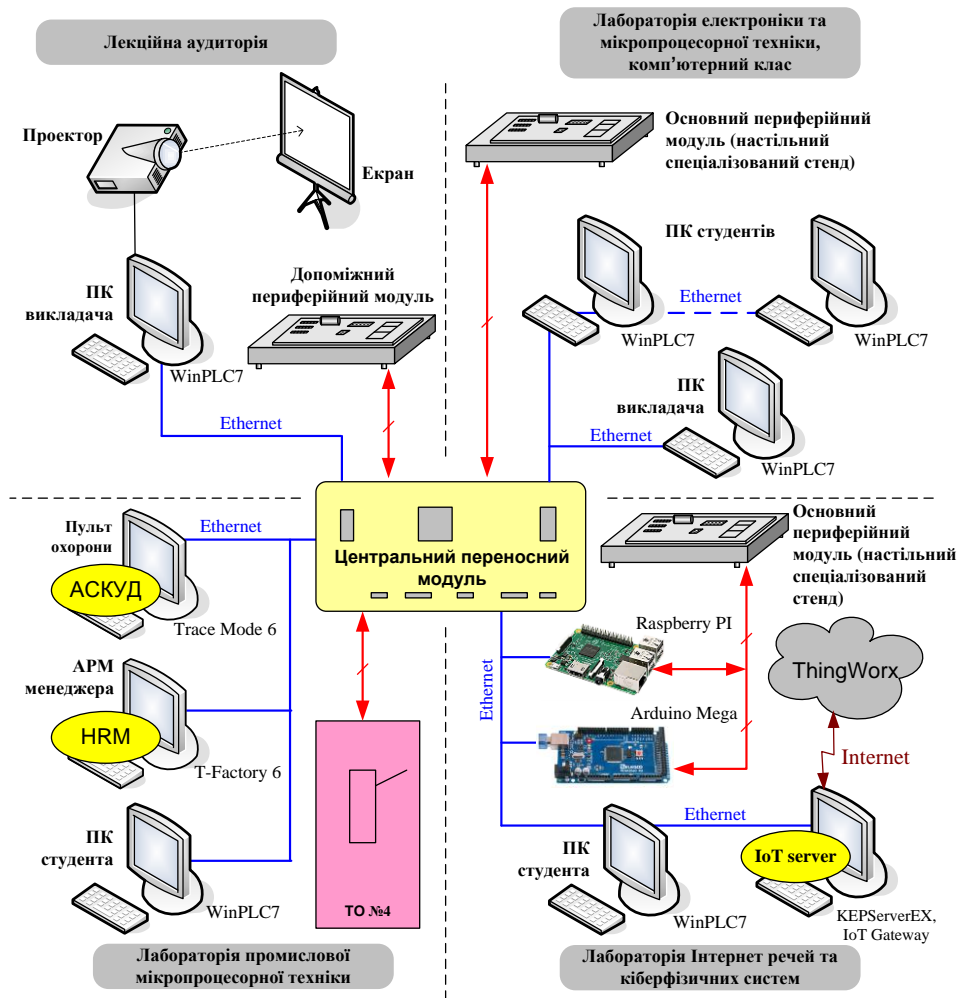 Лекційна аудиторія
Лабораторія електроніки та
мікропроцесорної техніки,
комп'ютерний клас
Проектор
Екран
ПК
викладача
WinPLC7
Допоміжний
периферійний модуль
Ethernet
Основний периферійний
модуль (настільний
спеціалізований стенд)
ПК студентів
Ethernet
WinPLC7
WinPLC7
ПК
викладача
Ethernet
WinPLC7
Центральний переносний
модуль
Пульт
охорони
Ethernet
АСКУД
Trace Mode 6
АРМ
менеджера
HRM
T-Factory 6
ПК
студента
WinPLC7
ТО №4
Лабораторія промислової
мікропроцесорної техніки
Основний
периферійний
модуль (настільний
спеціалізований
стенд)
Raspberry PI
Ethernet
Arduino Mega
ThingWorx
Internet
Ethernet
ПК
студента
WinPLC7
IoT server
KEPServerEX,
IoT Gateway
Лабораторія Інтернет речей та
кіберфізичних систем